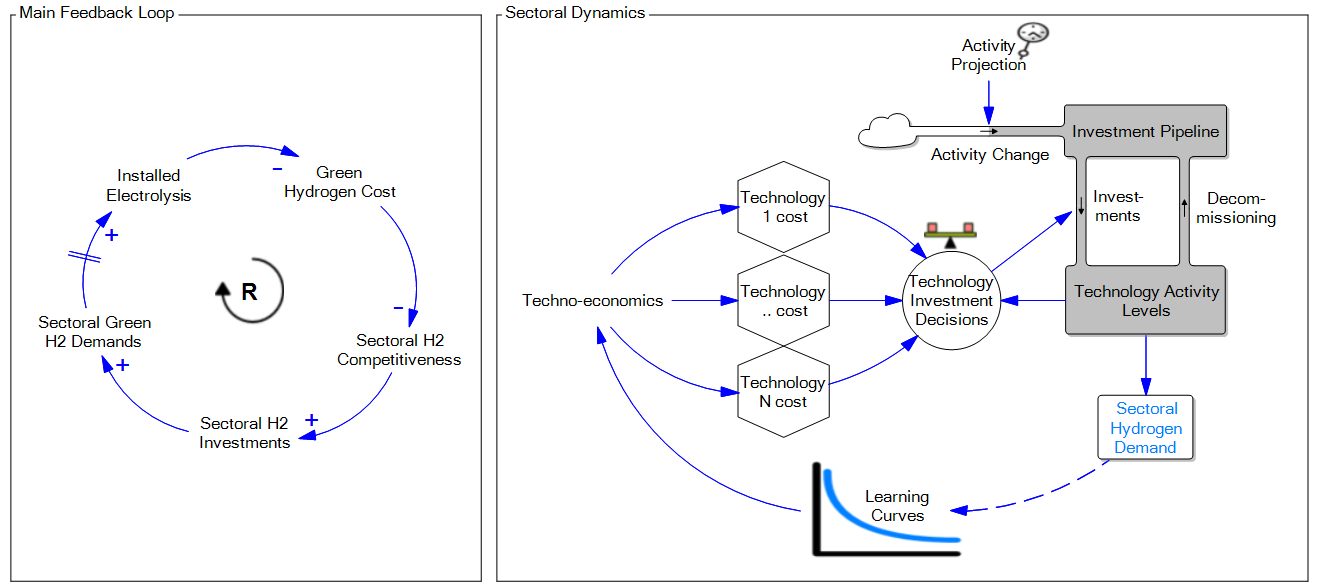 Main Feedback Loop
Installed
Electrolysis
–
Green
Hydrogen Cost
+
R
–
Sectoral Green
H2 Demands
Sectoral H2
Competitiveness
+
+
Sectoral H2
Investments
Sectoral Dynamics
Activity
Projection
Investment Pipeline
Activity Change
Technology
1 cost
Invest-
ments
Decom-
missioning
Techno-economics
Technology
.. cost
Technology
Investment
Decisions
Technology Activity
Levels
Technology
N cost
Sectoral
Hydrogen
Demand
Learning
Curves